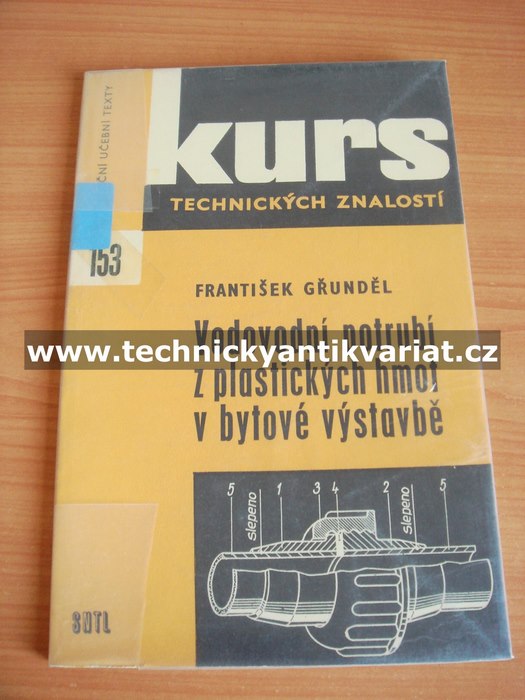 ČNÍ UČEBNÍ TEXTY
kurs
TECHNICKÝCH ZNALOSTÍ
153
FRANTIŠEK GŘUNDĚL
Vodovodní potrubí
www.technickyantikvariat.cz
z plastických hmot
v bytové výstavbě
5 slepeno 1 3 4 2 slepeno 5
SNTL